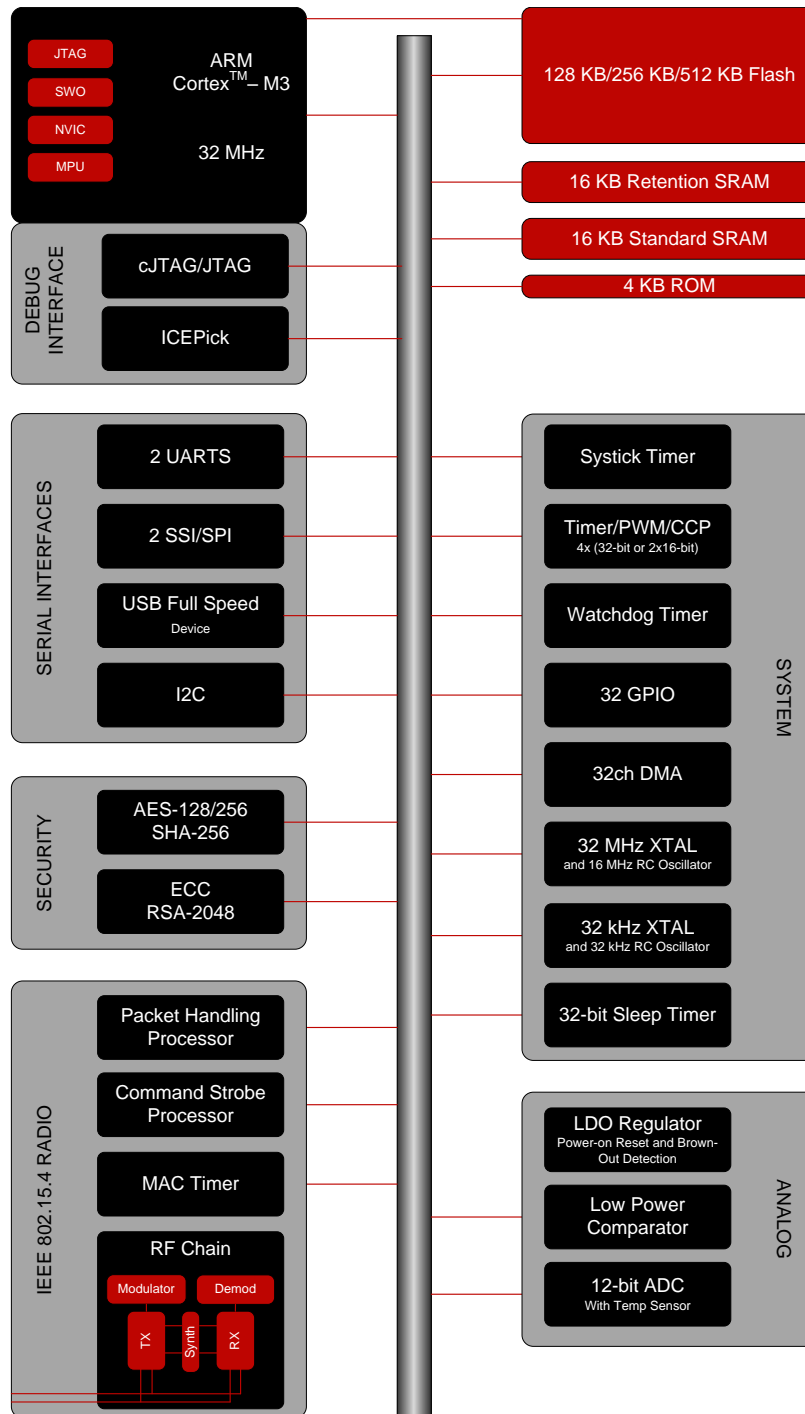 JTAG
SWO
NVIC
MPU
ARM
Cortex™– M3
32 MHz
128 KB/256 KB/512 KB Flash
16 KB Retention SRAM
16 KB Standard SRAM
4 KB ROM
DEBUG
INTERFACE
cJTAG/JTAG
ICEPick
SERIAL INTERFACES
2 UARTS
2 SSI/SPI
USB Full Speed
Device
I2C
SECURITY
AES-128/256
SHA-256
ECC
RSA-2048
IEEE 802.15.4 RADIO
Packet Handling
Processor
Command Strobe
Processor
MAC Timer
RF Chain
Modulator
Demod
TX
Synth
RX
SYSTEM
Systick Timer
Timer/PWM/CCP
4x (32-bit or 2x16-bit)
Watchdog Timer
32 GPIO
32ch DMA
32 MHz XTAL
and 16 MHz RC Oscillator
32 kHz XTAL
and 32 kHz RC Oscillator
32-bit Sleep Timer
ANALOG
LDO Regulator
Power-on Reset and Brown-
Out Detection
Low Power
Comparator
12-bit ADC
With Temp Sensor